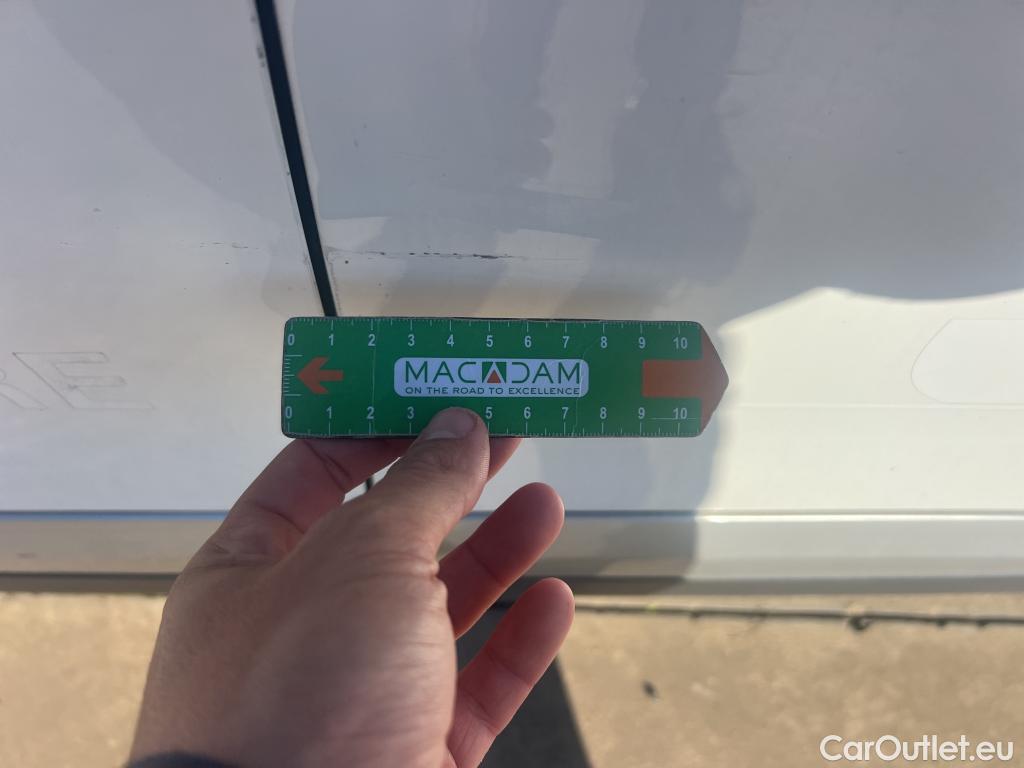 0 1 2 3 4 5 6 7 8 9 10
MACADAM
ON THE ROAD TO EXCELLENCE
0 1 2 3 5 6 7 8 9 10
RE
CarOutlet.eu